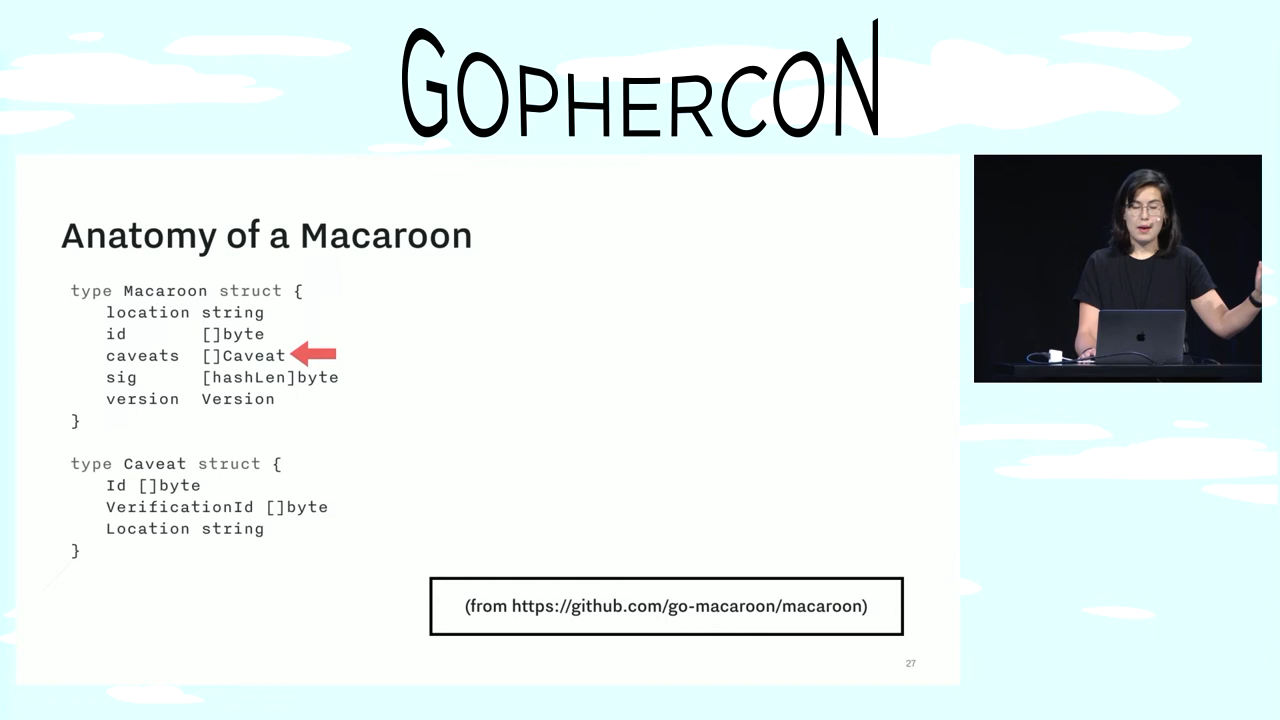 GOPHERCON
Anatomy of a Macaroon
type Macaroon struct {
    location string
    id       []byte
    caveats  []Caveat
    sig      [hashLen]byte
    version  Version
}
type Caveat struct {
    Id []byte
    VerificationId []byte
    Location string
}
(from https://github.com/go-macaroon/macaroon)
27